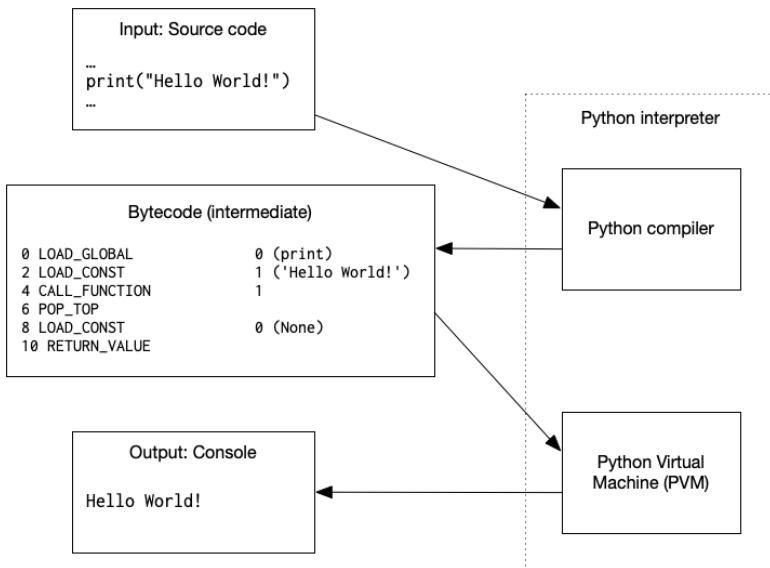 Input: Source code
…
print("Hello World!")
…
Python interpreter
Python compiler
Bytecode (intermediate)
0 LOAD_GLOBAL 0 (print)
2 LOAD_CONST 1 ('Hello World!')
4 CALL_FUNCTION 1
6 POP_TOP
8 LOAD_CONST 0 (None)
10 RETURN_VALUE
Output: Console
Hello World!
Python Virtual
Machine (PVM)